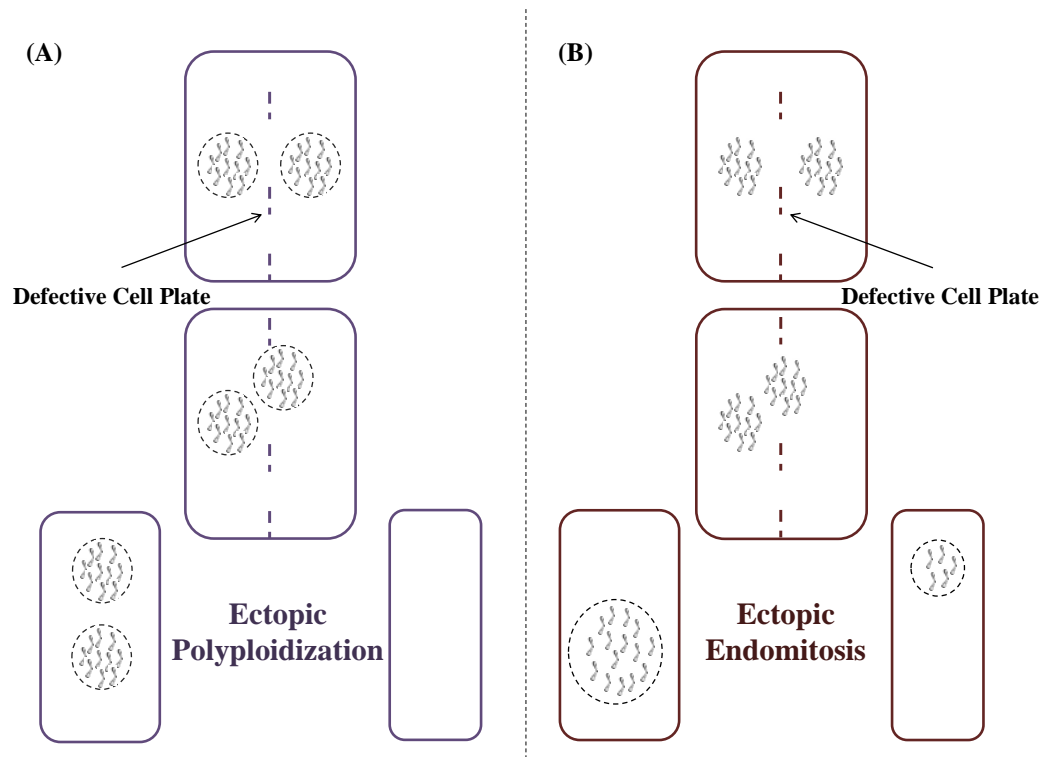 (A)
(B)
Defective Cell Plate
Defective Cell Plate
Ectopic
Polyploidization
Ectopic
Endomitosis